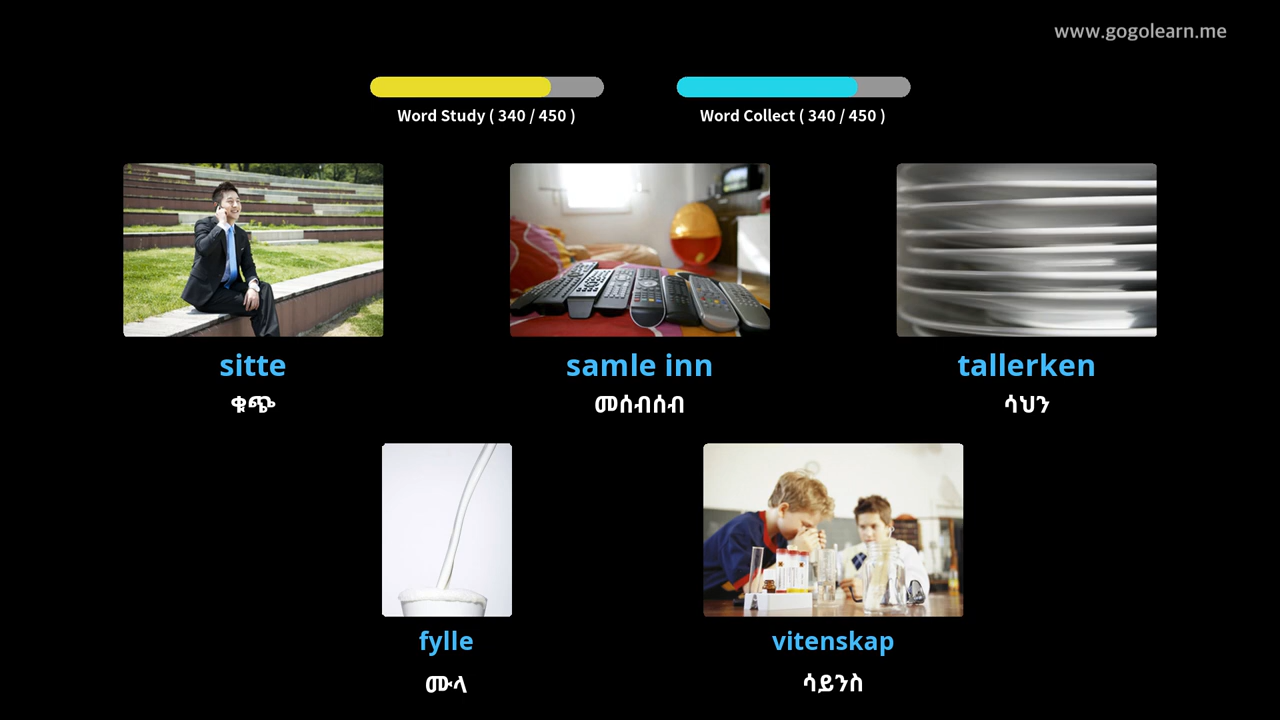 www.gogolearn.me
Word Study ( 340 / 450 )
Word Collect ( 340 / 450 )
sitte
samle inn
tallerken
ቁጭ
መሰብሰብ
ሳህን
fylle
vitenskap
ሙላ
ሳይንስ